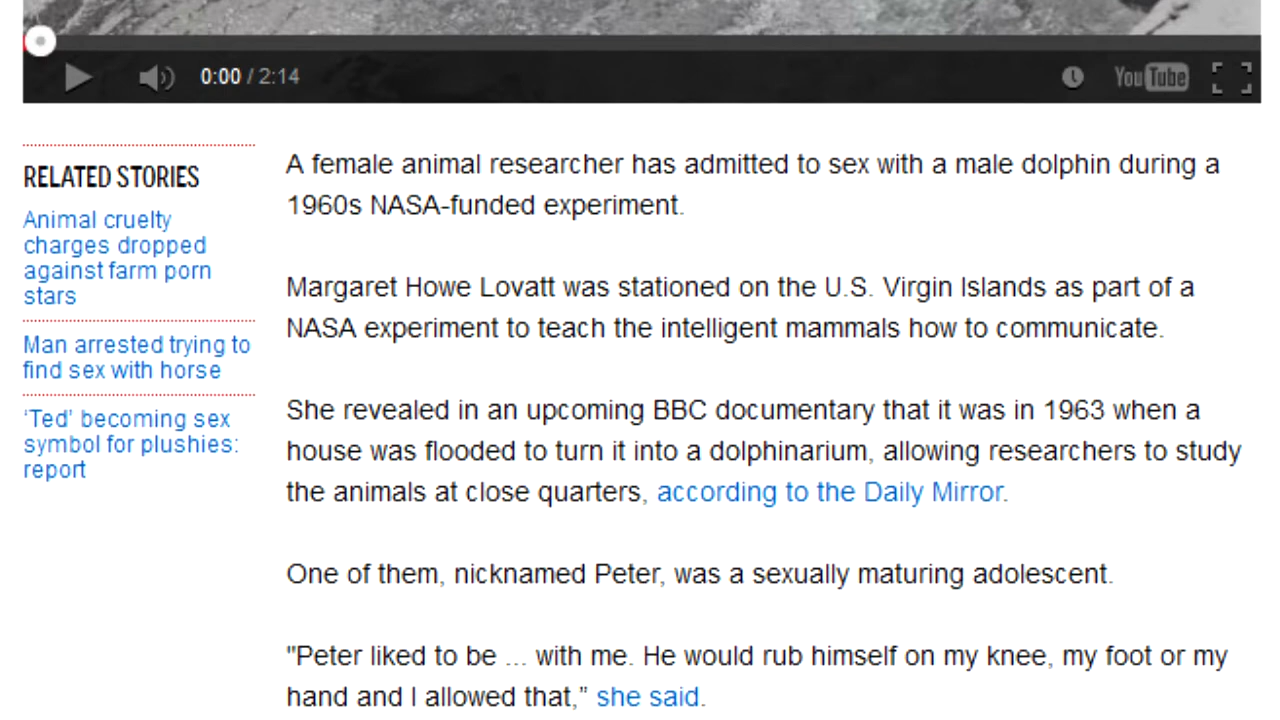 0:00 / 2:14
YouTube
RELATED STORIES
Animal cruelty
charges dropped
against farm porn
stars
Man arrested trying to
find sex with horse
‘Ted’ becoming sex
symbol for plushies:
report
A female animal researcher has admitted to sex with a male dolphin during a
1960s NASA-funded experiment.
Margaret Howe Lovatt was stationed on the U.S. Virgin Islands as part of a
NASA experiment to teach the intelligent mammals how to communicate.
She revealed in an upcoming BBC documentary that it was in 1963 when a
house was flooded to turn it into a dolphinarium, allowing researchers to study
the animals at close quarters, according to the Daily Mirror.
One of them, nicknamed Peter, was a sexually maturing adolescent.
"Peter liked to be ... with me. He would rub himself on my knee, my foot or my
hand and I allowed that,” she said.